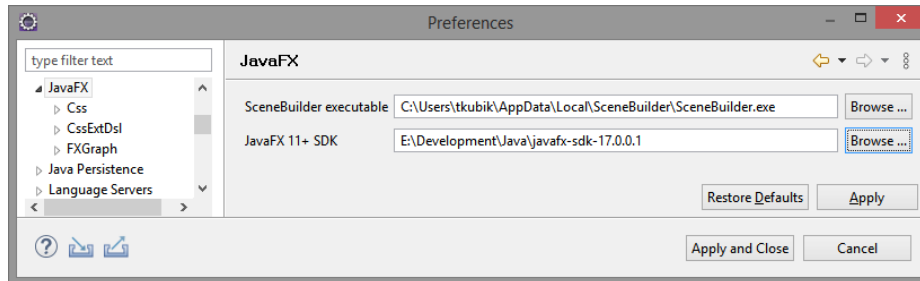 Preferences
type filter text
JavaFX
JavaFX
Css
CssExtDsl
FXGraph
Java Persistence
Language Servers
SceneBuilder executable C:\Users\tkubik\AppData\Local\SceneBuilder\SceneBuilder.exe Browse ...
JavaFX 11+ SDK E:\Development\Java\javafx-sdk-17.0.0.1 Browse ...
Restore Defaults Apply
Apply and Close Cancel